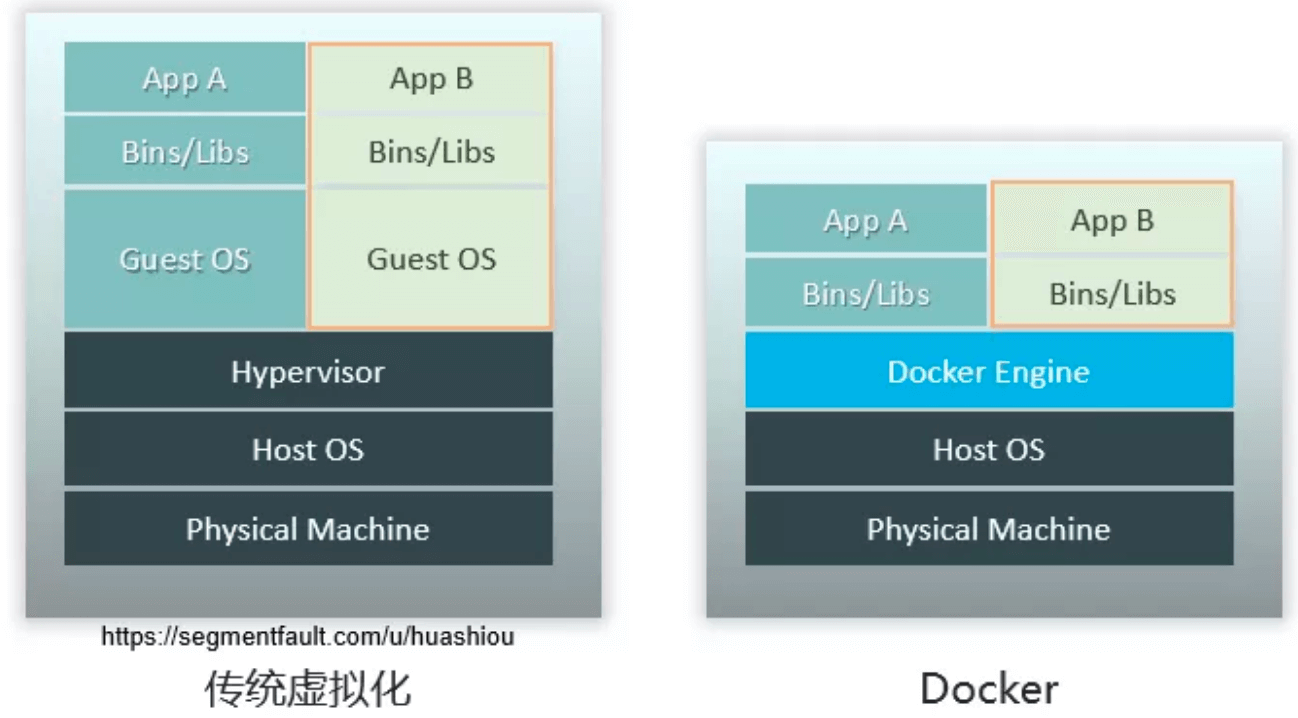 App A
App B
Bins/Libs
Bins/Libs
Guest OS
Guest OS
Hypervisor
Host OS
Physical Machine
https://segmentfault.com/u/huashiou
传统虚拟化
App A
App B
Bins/Libs
Bins/Libs
Docker Engine
Host OS
Physical Machine
Docker